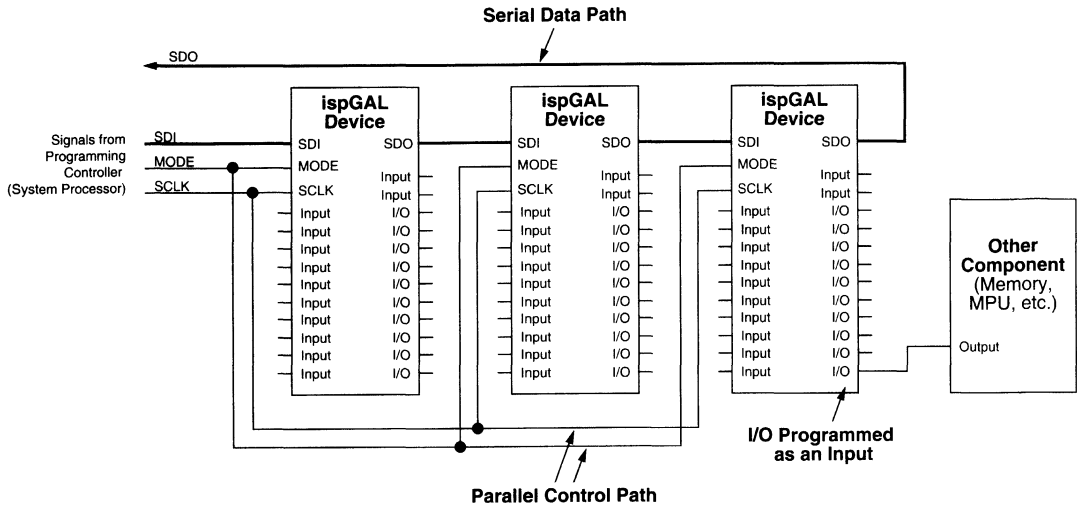 Serial Data Path
SDO
ispGAL
Device
SDI SDO
MODE
Input
SCLK
Input
Input I/O
Input I/O
Input I/O
Input I/O
Input I/O
Input I/O
Input I/O
Input I/O
Input I/O
Input I/O
ispGAL
Device
SDI SDO
MODE
Input
SCLK
Input
Input I/O
Input I/O
Input I/O
Input I/O
Input I/O
Input I/O
Input I/O
Input I/O
Input I/O
Input I/O
ispGAL
Device
SDI SDO
MODE
Input
SCLK
Input
Input I/O
Input I/O
Input I/O
Input I/O
Input I/O
Input I/O
Input I/O
Input I/O
Input I/O
Input I/O
Signals from
Programming
Controller
(System Processor)
SDI
MODE
SCLK
Other
Component
(Memory,
MPU, etc.)
Output
I/O Programmed
as an Input
Parallel Control Path